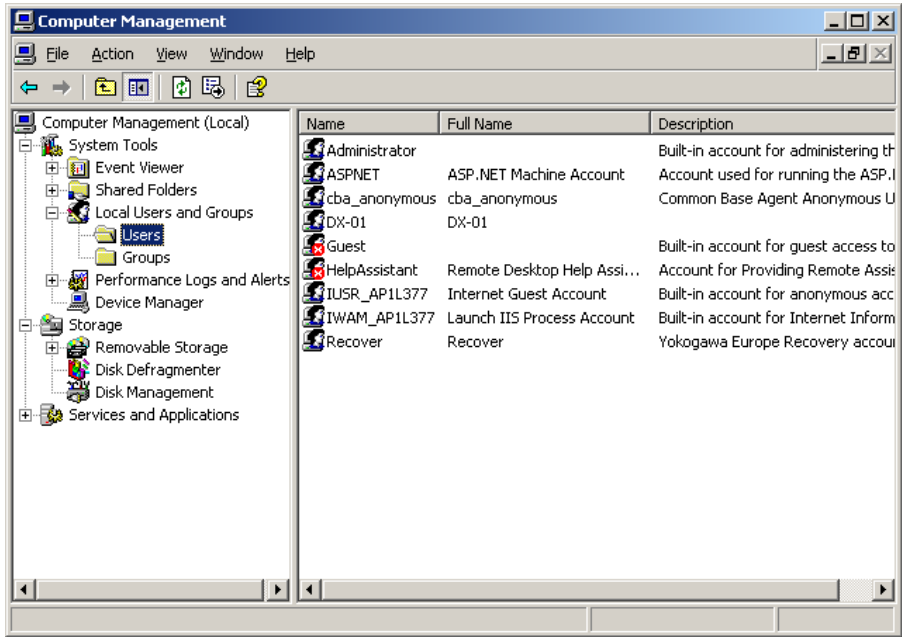 Computer Management
File Action View Window Help
Computer Management (Local)
System Tools
Event Viewer
Shared Folders
Local Users and Groups
Users
Groups
Performance Logs and Alerts
Device Manager
Storage
Removable Storage
Disk Defragmenter
Disk Management
Services and Applications
Name Full Name Description
Administrator Built-in account for administering th
ASPNET ASP.NET Machine Account Account used for running the ASP.
cba_anonymous cba_anonymous Common Base Agent Anonymous U
DX-01 DX-01
Guest Built-in account for guest access to
HelpAssistant Remote Desktop Help Assi... Account for Providing Remote Assis
IUSR_AP1L377 Internet Guest Account Built-in account for anonymous acc
IWAM_AP1L377 Launch IIS Process Account Built-in account for Internet Inform
Recover Recover Yokogawa Europe Recovery accou